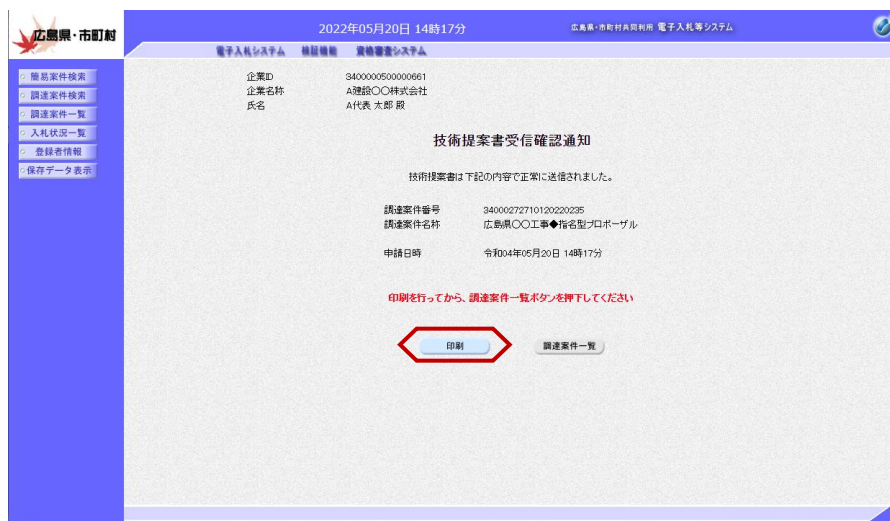 広島県・市町村
2022年05月20日 14時17分
広島県・市町村共同利用 電子入札等システム
電子入札システム 検証機能 資格審査システム
簡易案件検索
調達案件検索
調達案件一覧
入札状況一覧
登録者情報
保存データ表示
企業ID 3400000500000661
企業名称 A建設〇〇株式会社
氏名 A代表 太郎 殿
技術提案書受信確認通知
技術提案書は下記の内容で正常に送信されました。
調達案件番号 34000272710120220235
調達案件名称 広島県〇〇工事◆指名型プロポーザル
申請日時 令和04年05月20日 14時17分
印刷を行ってから、調達案件一覧ボタンを押下してください
印刷 調達案件一覧